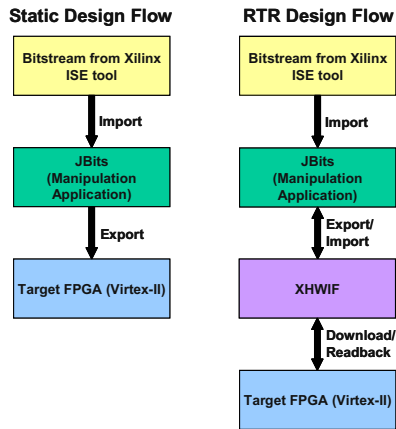 Static Design Flow
Bitstream from Xilinx
ISE tool
Import
JBits
(Manipulation
Application)
Export
Target FPGA (Virtex-II)
RTR Design Flow
Bitstream from Xilinx
ISE tool
Import
JBits
(Manipulation
Application)
Export/
Import
XHWIF
Download/
Readback
Target FPGA (Virtex-II)